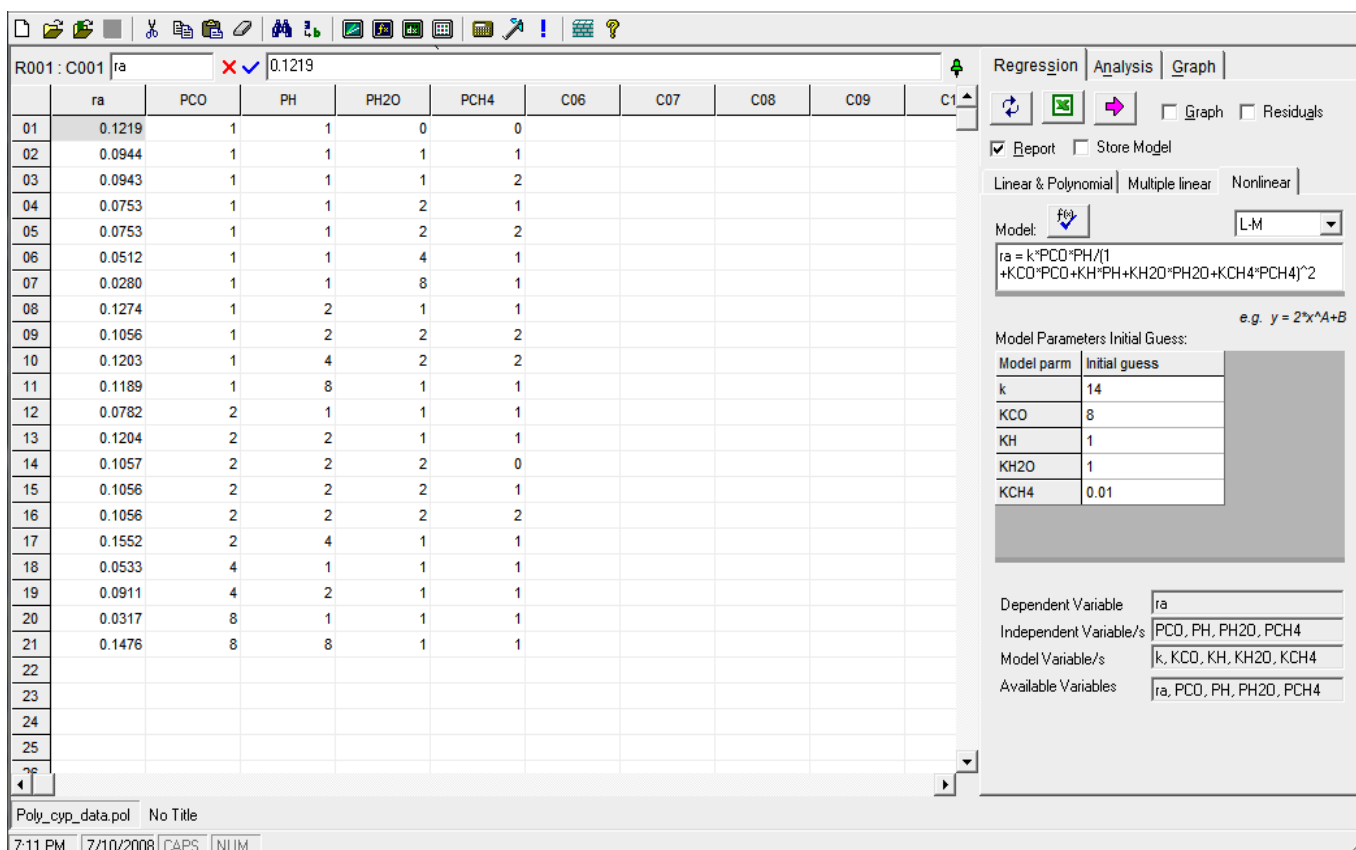 R001 : C001 ra 0.1219
ra PCO PH PH2O PCH4 C06 C07 C08 C09 C1
01 0.1219 1 1 0 0
02 0.0944 1 1 1 1
03 0.0943 1 1 1 2
04 0.0753 1 1 2 1
05 0.0753 1 1 2 2
06 0.0512 1 1 4 1
07 0.0280 1 1 8 1
08 0.1274 1 2 1 1
09 0.1056 1 2 2 2
10 0.1203 1 4 2 2
11 0.1189 1 8 1 1
12 0.0782 2 1 1 1
13 0.1204 2 2 1 1
14 0.1057 2 2 2 0
15 0.1056 2 2 2 1
16 0.1056 2 2 2 2
17 0.1552 2 4 1 1
18 0.0533 4 1 1 1
19 0.0911 4 2 1 1
20 0.0317 8 1 1 1
21 0.1476 8 8 1 1
22
23
24
25
26
Poly_cyp_data.pol No Title
7:11 PM 7/10/2008 CAPS NUM
Regression Analysis Graph
Graph Residuals
Report Store Model
Linear & Polynomial Multiple linear Nonlinear
Model: f(x) L-M
ra = k*PCO*PH/(1
+KCO*PCO+KH*PH+KH2O*PH2O+KCH4*PCH4)^2
e.g. y = 2*x^A+B
Model Parameters Initial Guess:
Model parm Initial guess
k 14
KCO 8
KH 1
KH2O 1
KCH4 0.01
Dependent Variable ra
Independent Variable/s PCO, PH, PH2O, PCH4
Model Variable/s k, KCO, KH, KH2O, KCH4
Available Variables ra, PCO, PH, PH2O, PCH4